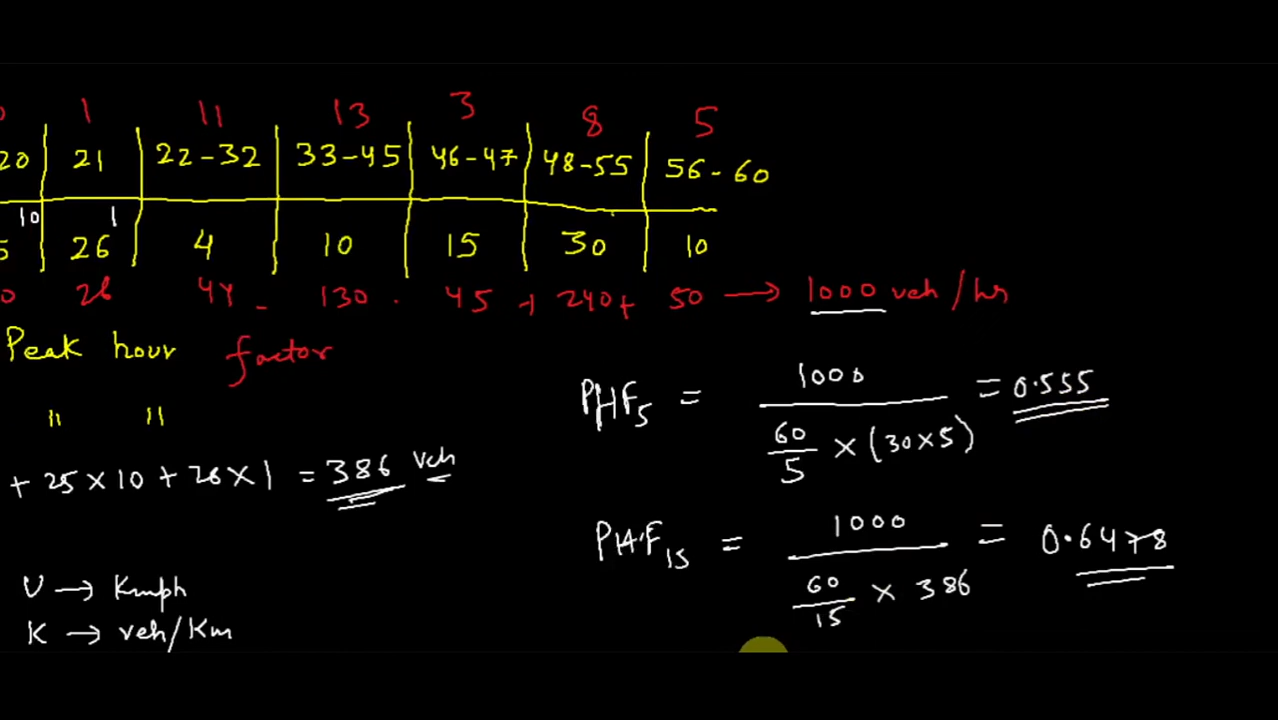 0 1 11 13 3 8 5
20 21 22-32 33-45 46-47 48-55 56-60
10 1
5 26 4 10 15 30 10
0 26 44 - 130 . 45 + 240 + 50 → 1000 veh/hr
Peak hour factor
" "
PHF5 = 1000 / (60/5 × (30×5)) = 0.555
+ 25 × 10 + 26 × 1 = 386 veh
PHF15 = 1000 / (60/15 × 386) = 0.6478
U → Kmph
K → veh/Km